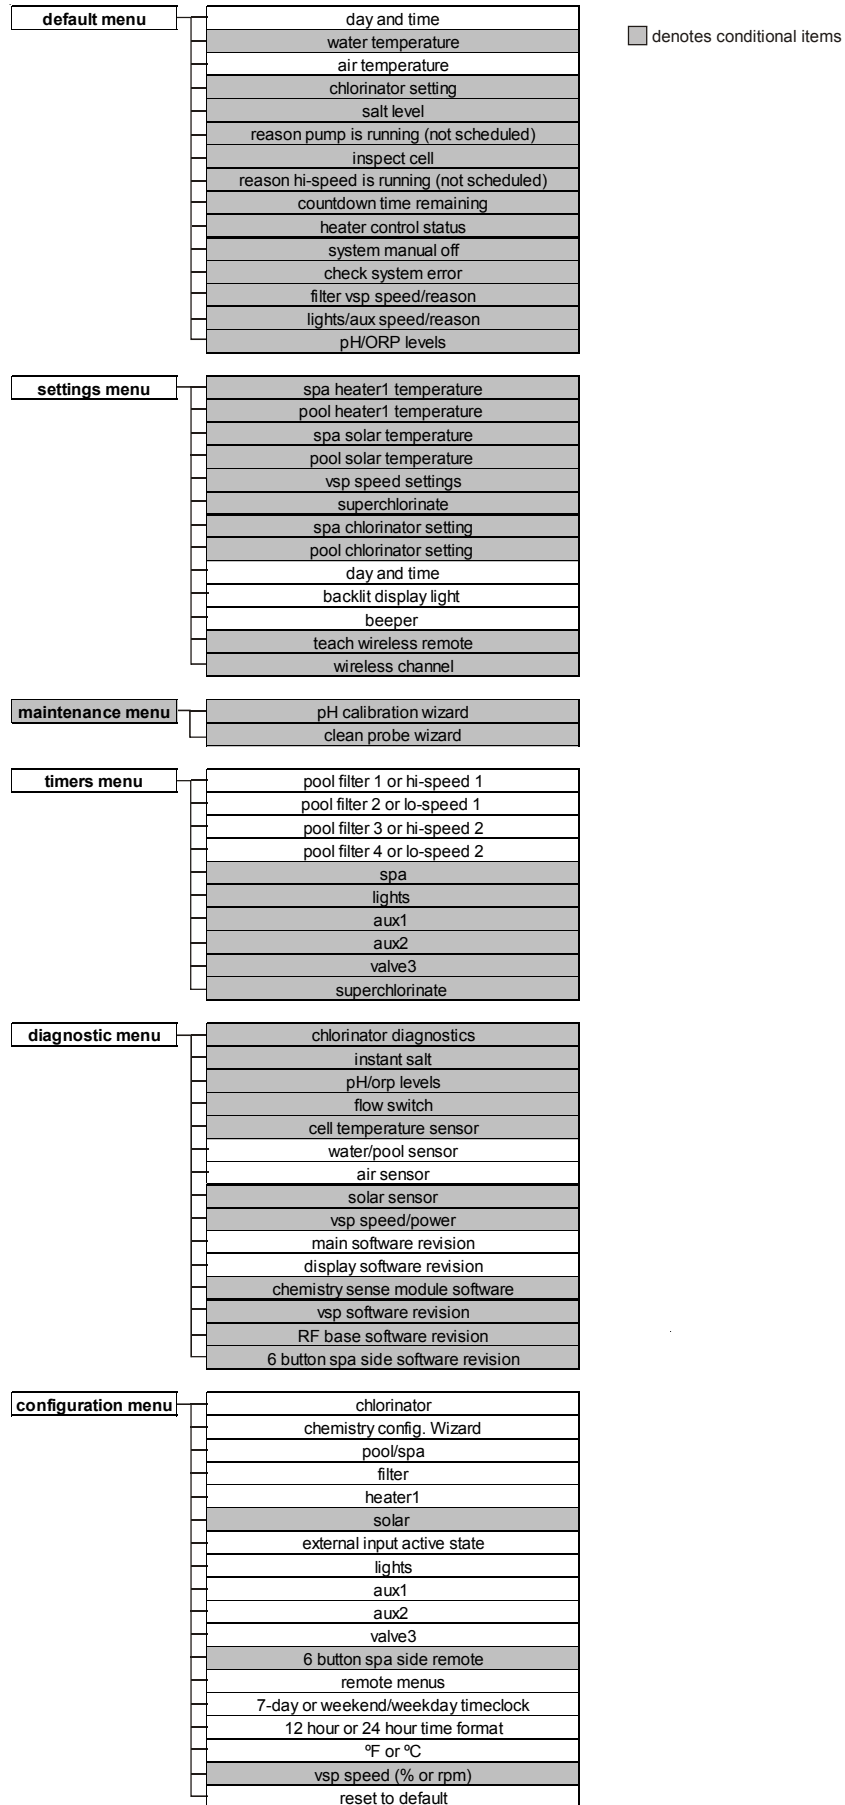 default menu
day and time
denotes conditional items
water temperature
air temperature
chlorinator setting
salt level
reason pump is running (not scheduled)
inspect cell
reason hi-speed is running (not scheduled)
countdown time remaining
heater control status
system manual off
check system error
filter vsp speed/reason
lights/aux speed/reason
pH/ORP levels
settings menu
spa heater1 temperature
pool heater1 temperature
spa solar temperature
pool solar temperature
vsp speed settings
superchlorinate
spa chlorinator setting
pool chlorinator setting
day and time
backlit display light
beeper
teach wireless remote
wireless channel
maintenance menu
pH calibration wizard
clean probe wizard
timers menu
pool filter 1 or hi-speed 1
pool filter 2 or lo-speed 1
pool filter 3 or hi-speed 2
pool filter 4 or lo-speed 2
spa
lights
aux1
aux2
valve3
superchlorinate
diagnostic menu
chlorinator diagnostics
instant salt
pH/orp levels
flow switch
cell temperature sensor
water/pool sensor
air sensor
solar sensor
vsp speed/power
main software revision
display software revision
chemistry sense module software
vsp software revision
RF base software revision
6 button spa side software revision
configuration menu
chlorinator
chemistry config. Wizard
pool/spa
filter
heater1
solar
external input active state
lights
aux1
aux2
valve3
6 button spa side remote
remote menus
7-day or weekend/weekday timeclock
12 hour or 24 hour time format
ºF or ºC
vsp speed (% or rpm)
reset to default